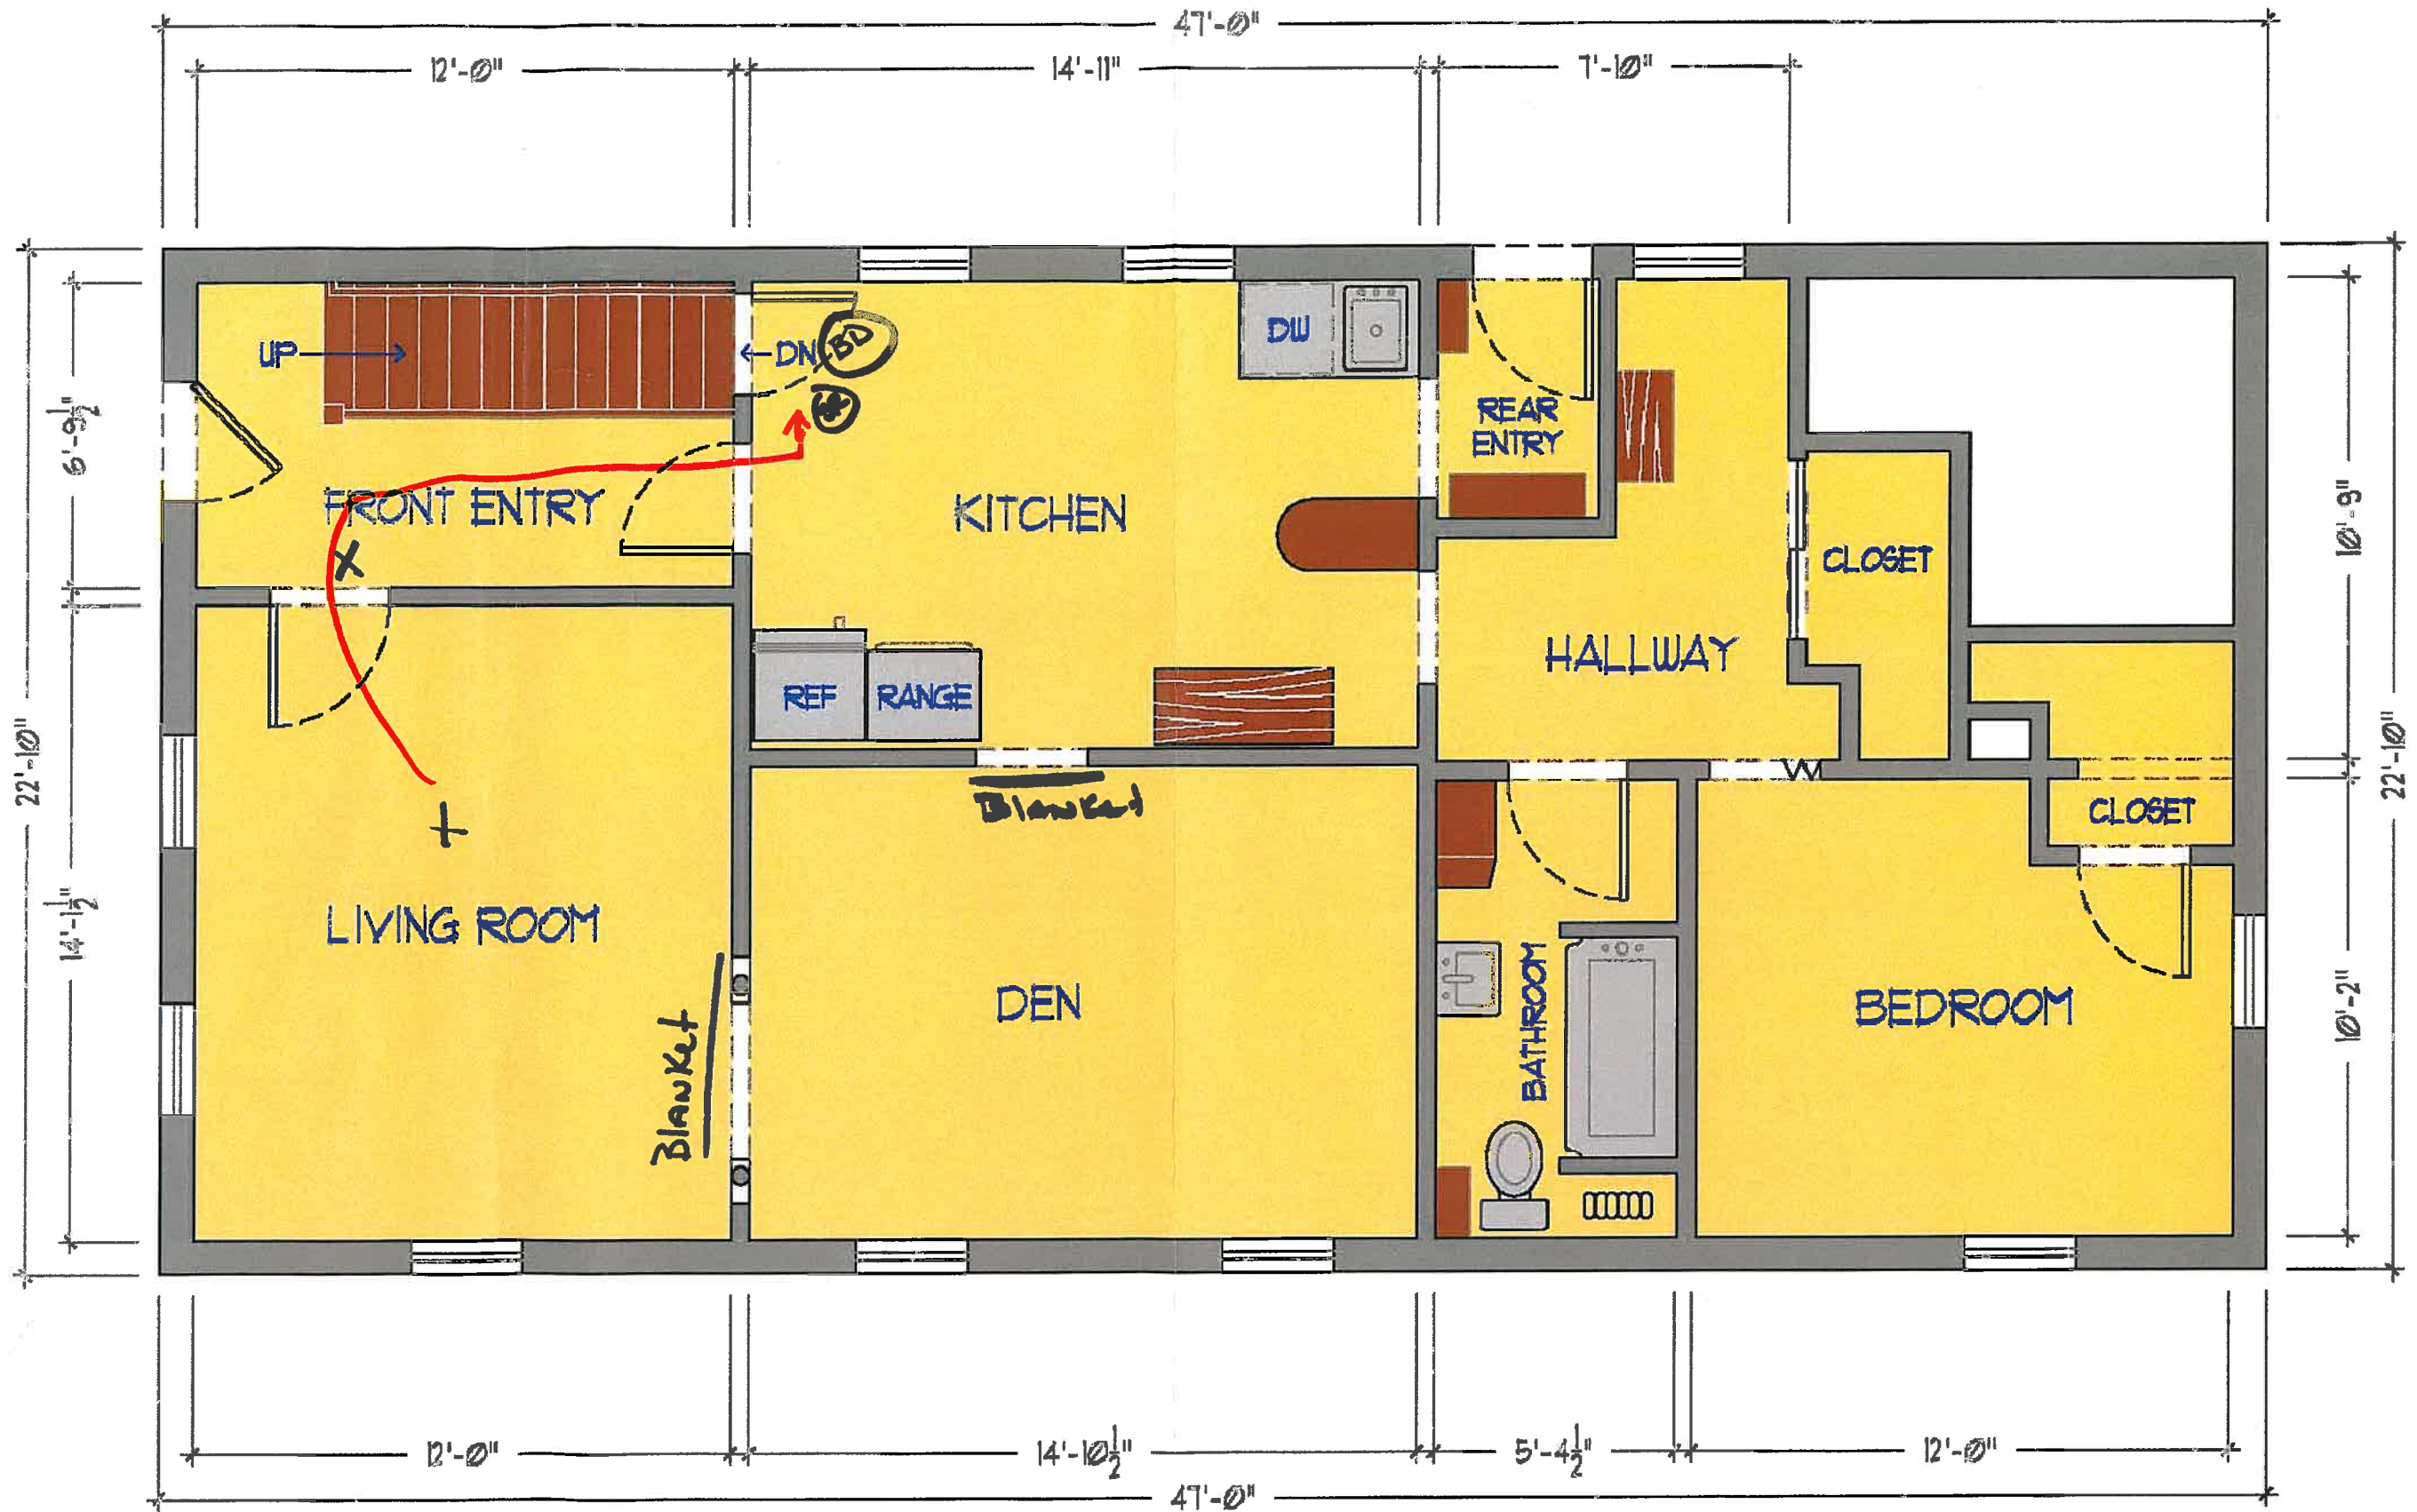 47'-0"
12'-0"
14'-11"
7'-10"
UP
DN
BD
DW
REAR
ENTRY
6'-9½"
FRONT ENTRY
X
KITCHEN
10'-9"
CLOSET
HALLWAY
REF
RANGE
22'-10"
22'-10"
Blanket
CLOSET
LIVING ROOM
14'-1½"
DEN
BATHROOM
BEDROOM
10'-2"
Blanket
12'-0"
14'-10½"
5'-4½"
12'-0"
47'-0"